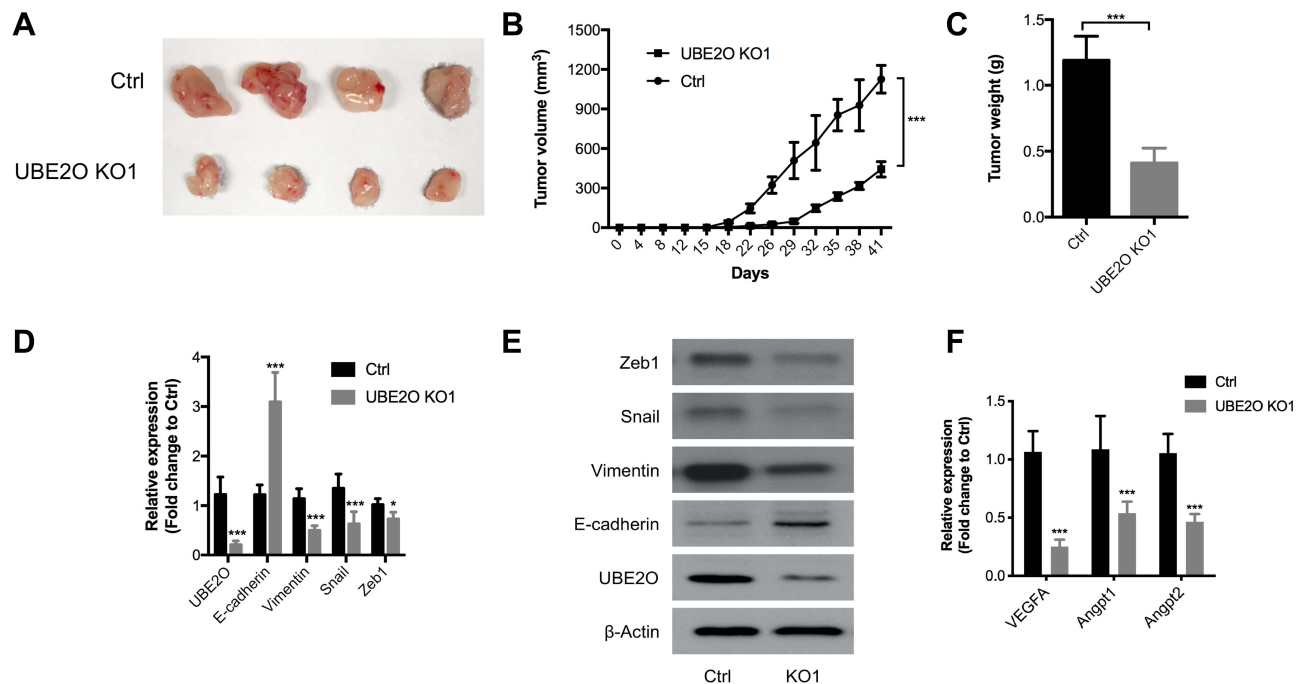 A
Ctrl
UBE2O KO1
B
Tumor volume (mm³)
1500
1200
900
600
300
0
UBE2O KO1
Ctrl
***
0 4 8 12 15 18 22 26 29 32 35 38 41
Days
C
Tumor weight (g)
1.5
1.0
0.5
0.0
***
Ctrl
UBE2O KO1
D
Relative expression
(Fold change to Ctrl)
4
3
2
1
0
Ctrl
UBE2O KO1
*** *** *** *** *
UBE2O
E-cadherin
Vimentin
Snail
Zeb1
E
Zeb1
Snail
Vimentin
E-cadherin
UBE2O
β-Actin
Ctrl KO1
F
Relative expression
(Fold change to Ctrl)
1.5
1.0
0.5
0.0
Ctrl
UBE2O KO1
*** *** ***
VEGFA
Angpt1
Angpt2